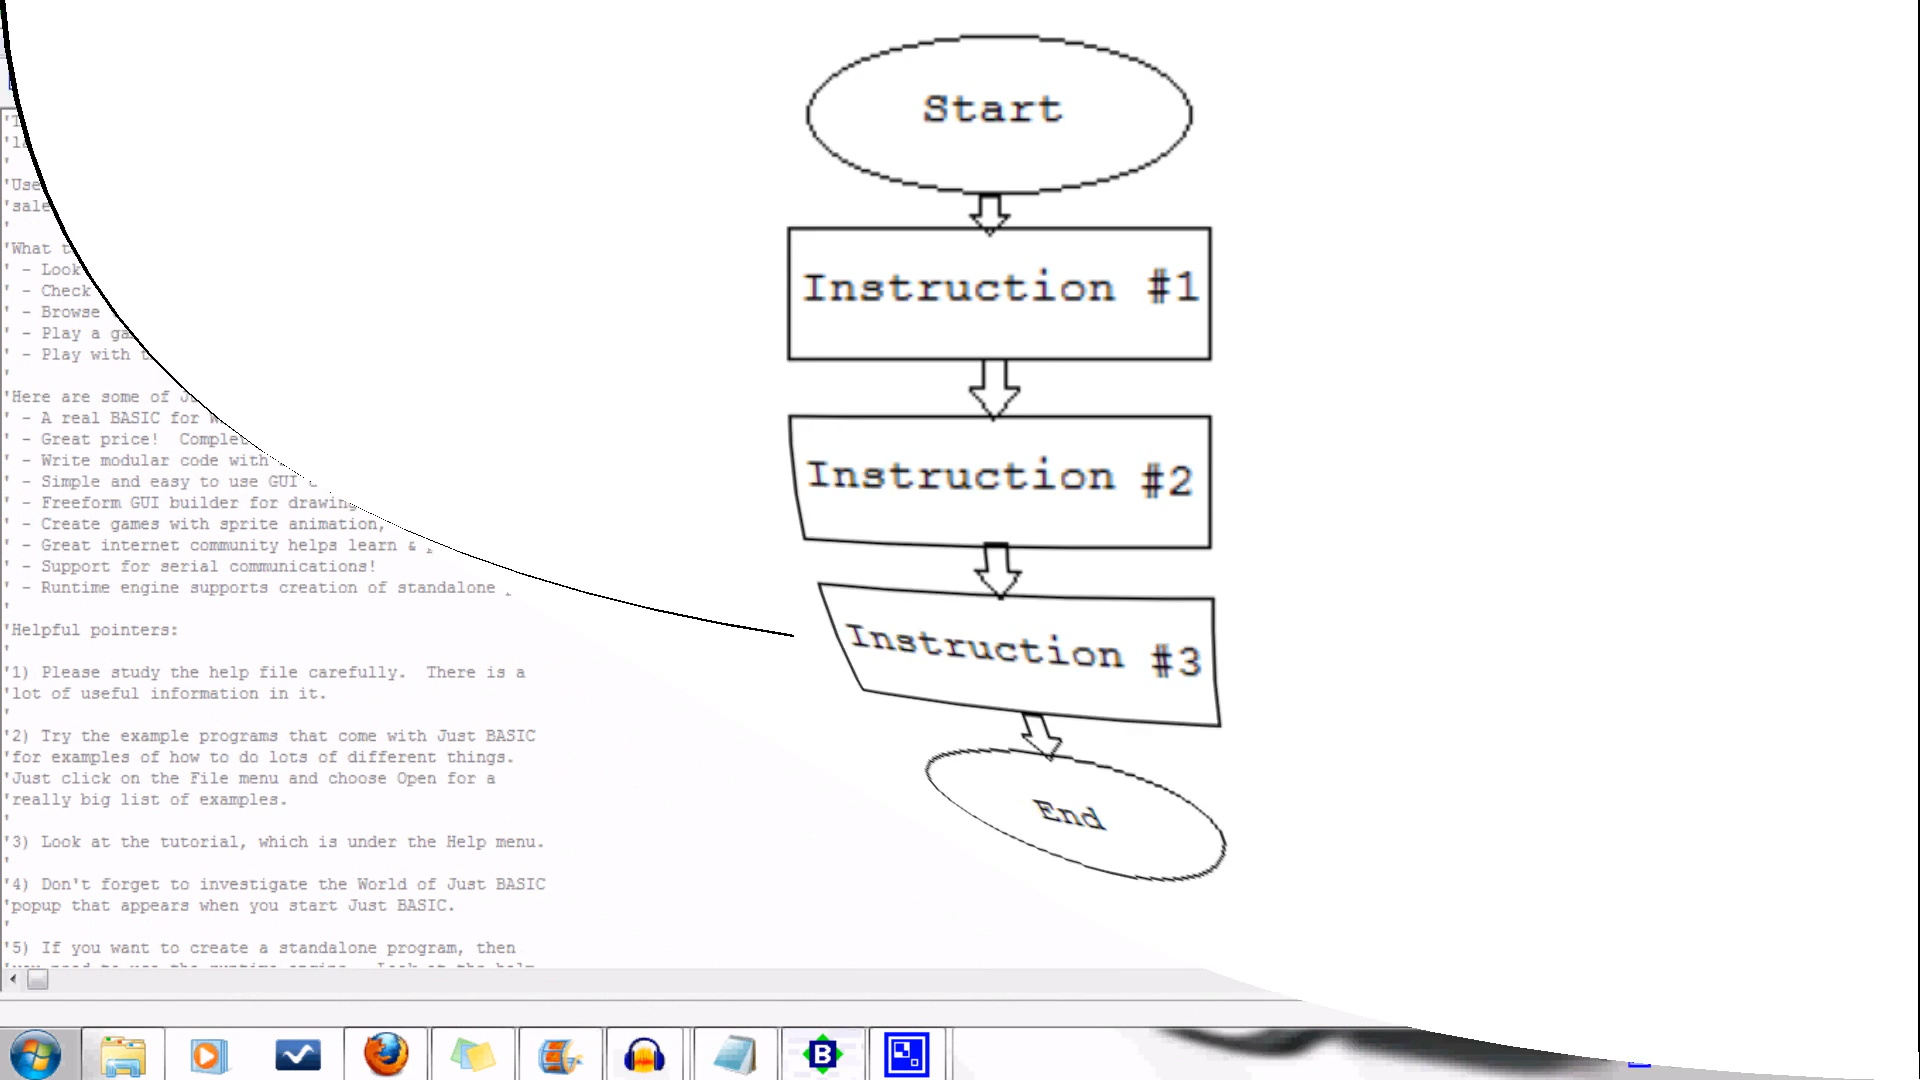 Start
Instruction #1
Instruction #2
Instruction #3
End
'Use
'sale
'What
' - Look
' - Check
' - Browse
' - Play a
' - Play with
'Here are some of
' - A real BASIC for
' - Great price!
' - Write modular code with
' - Simple and easy to use GUI
' - Freeform GUI builder for drawing
' - Create games with sprite animation,
' - Great internet community helps learn &
' - Support for serial communications!
' - Runtime engine supports creation of standalone
'Helpful pointers:
'1) Please study the help file carefully.  There is a
'lot of useful information in it.
'2) Try the example programs that come with Just BASIC
'for examples of how to do lots of different things.
'Just click on the File menu and choose Open for a
'really big list of examples.
'3) Look at the tutorial, which is under the Help menu.
'4) Don't forget to investigate the World of Just BASIC
'popup that appears when you start Just BASIC.
'5) If you want to create a standalone program, then
B